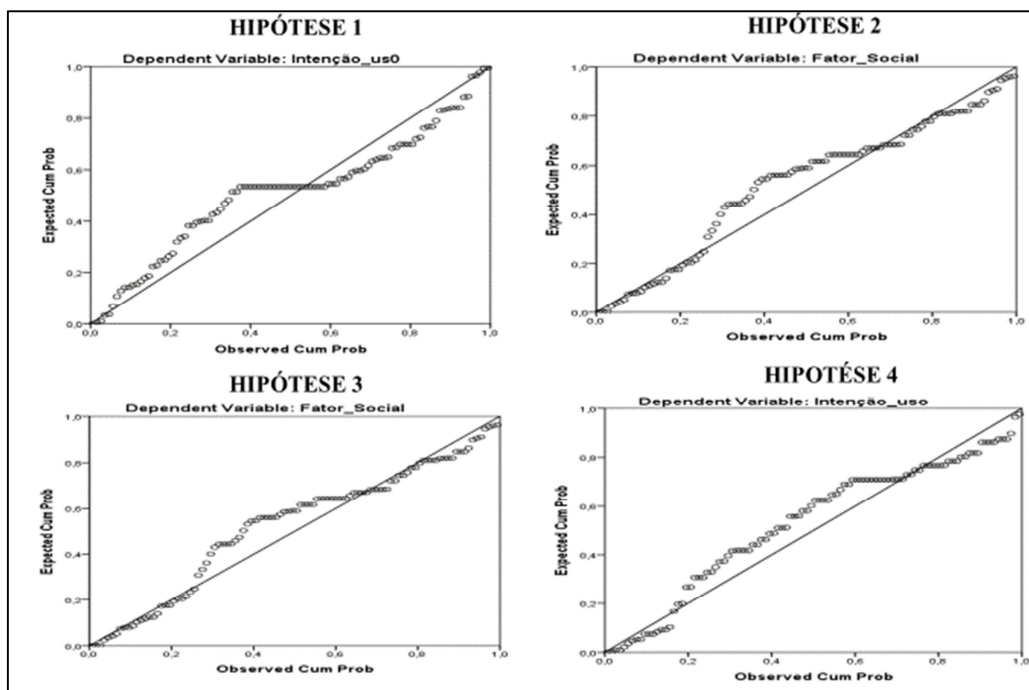 HIPÓTESE 1
Dependent Variable: Intenção_us0
1,0
0,8
0,6
0,4
0,2
0,0
Expected Cum Prob
0,0 0,2 0,4 0,6 0,8 1,0
Observed Cum Prob
HIPÓTESE 2
Dependent Variable: Fator_Social
1,0
0,8
0,6
0,4
0,2
0,0
Expected Cum Prob
0,0 0,2 0,4 0,6 0,8 1,0
Observed Cum Prob
HIPÓTESE 3
Dependent Variable: Fator_Social
1,0
0,8
0,6
0,4
0,2
0,0
Expected Cum Prob
0,0 0,2 0,4 0,6 0,8 1,0
Observed Cum Prob
HIPOTÉSE 4
Dependent Variable: Intenção_uso
1,0
0,8
0,6
0,4
0,2
0,0
Expected Cum Prob
0,0 0,2 0,4 0,6 0,8 1,0
Observed Cum Prob